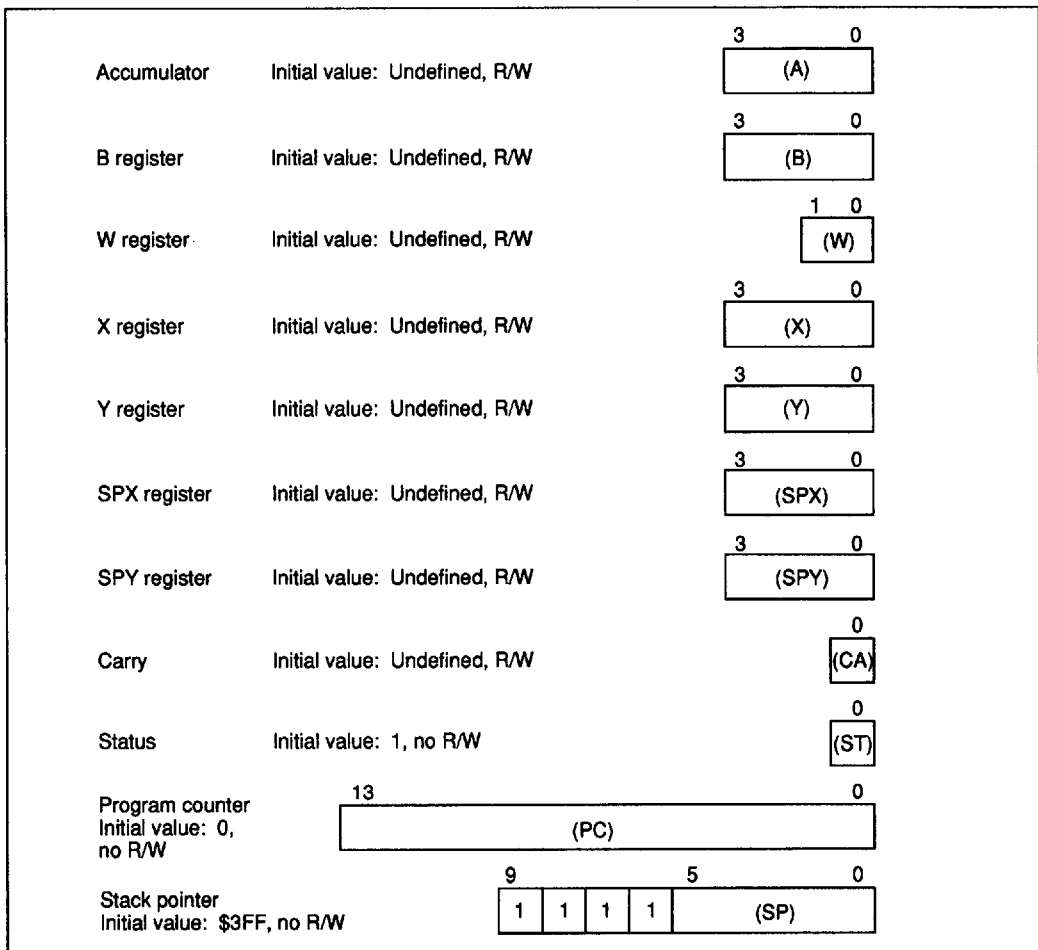 3 0
Accumulator Initial value: Undefined, R/W (A)
3 0
B register Initial value: Undefined, R/W (B)
1 0
W register Initial value: Undefined, R/W (W)
3 0
X register Initial value: Undefined, R/W (X)
3 0
Y register Initial value: Undefined, R/W (Y)
3 0
SPX register Initial value: Undefined, R/W (SPX)
3 0
SPY register Initial value: Undefined, R/W (SPY)
0
Carry Initial value: Undefined, R/W (CA)
0
Status Initial value: 1, no R/W (ST)
13 0
Program counter
Initial value: 0, (PC)
no R/W
9 5 0
Stack pointer
Initial value: $3FF, no R/W 1 1 1 1 (SP)